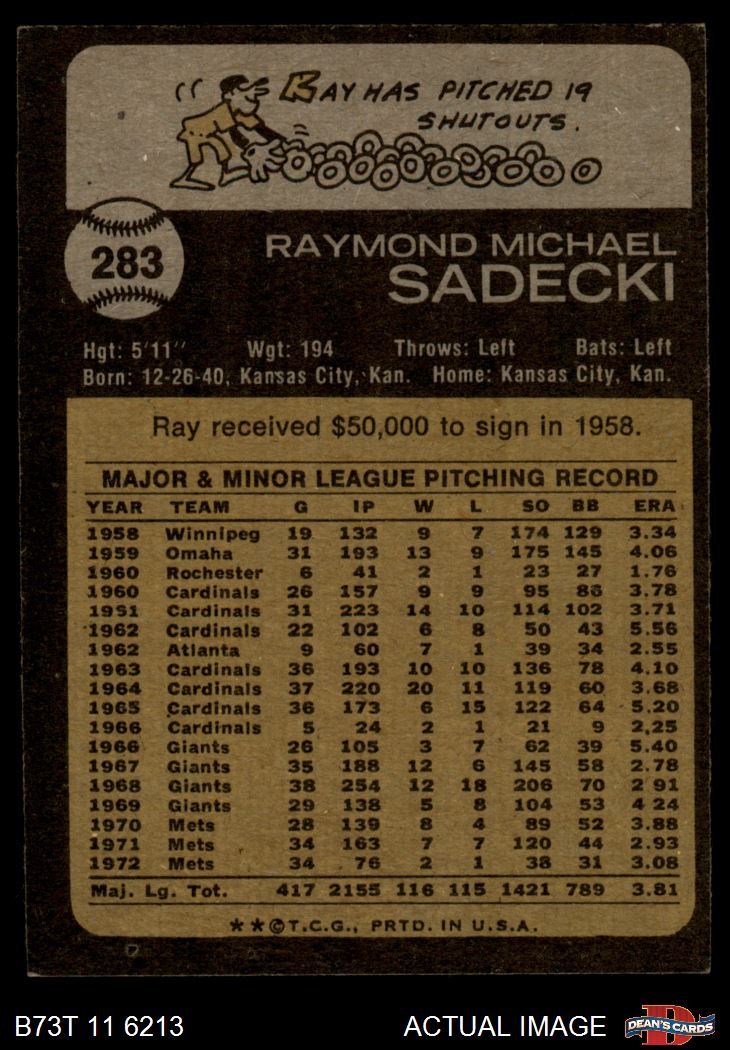 RAY HAS PITCHED 19
SHUTOUTS.
283
RAYMOND MICHAEL
SADECKI
Hgt: 5'11" Wgt: 194 Throws: Left Bats: Left
Born: 12-26-40, Kansas City, Kan. Home: Kansas City, Kan.
Ray received $50,000 to sign in 1958.
MAJOR & MINOR LEAGUE PITCHING RECORD
YEAR TEAM G IP W L SO BB ERA
1958 Winnipeg 19 132 9 7 174 129 3.34
1959 Omaha 31 193 13 9 175 145 4.06
1960 Rochester 6 41 2 1 23 27 1.76
1960 Cardinals 26 157 9 9 95 86 3.78
1951 Cardinals 31 223 14 10 114 102 3.71
1962 Cardinals 22 102 6 8 50 43 5.56
1962 Atlanta 9 60 7 1 39 34 2.55
1963 Cardinals 36 193 10 10 136 78 4.10
1964 Cardinals 37 220 20 11 119 60 3.68
1965 Cardinals 36 173 6 15 122 64 5.20
1966 Cardinals 5 24 2 1 21 9 2,25
1966 Giants 26 105 3 7 62 39 5.40
1967 Giants 35 188 12 6 145 58 2.78
1968 Giants 38 254 12 18 206 70 2 91
1969 Giants 29 138 5 8 104 53 4 24
1970 Mets 28 139 8 4 89 52 3.88
1971 Mets 34 163 7 7 120 44 2.93
1972 Mets 34 76 2 1 38 31 3.08
Maj. Lg. Tot. 417 2155 116 115 1421 789 3.81
**©T.C.G., PRTD. IN U.S.A.
B73T 11 6213 ACTUAL IMAGE D DEAN'S CARDS